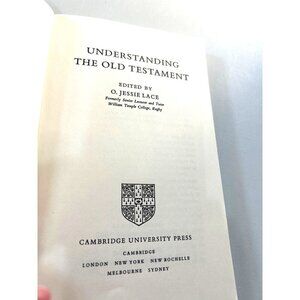 UNDERSTANDING
THE OLD TESTAMENT
EDITED BY
O. JESSIE LACE
Formerly Senior Lecturer and Tutor
William Temple College, Rugby
CAMBRIDGE UNIVERSITY PRESS
CAMBRIDGE
LONDON NEW YORK NEW ROCHELLE
MELBOURNE SYDNEY